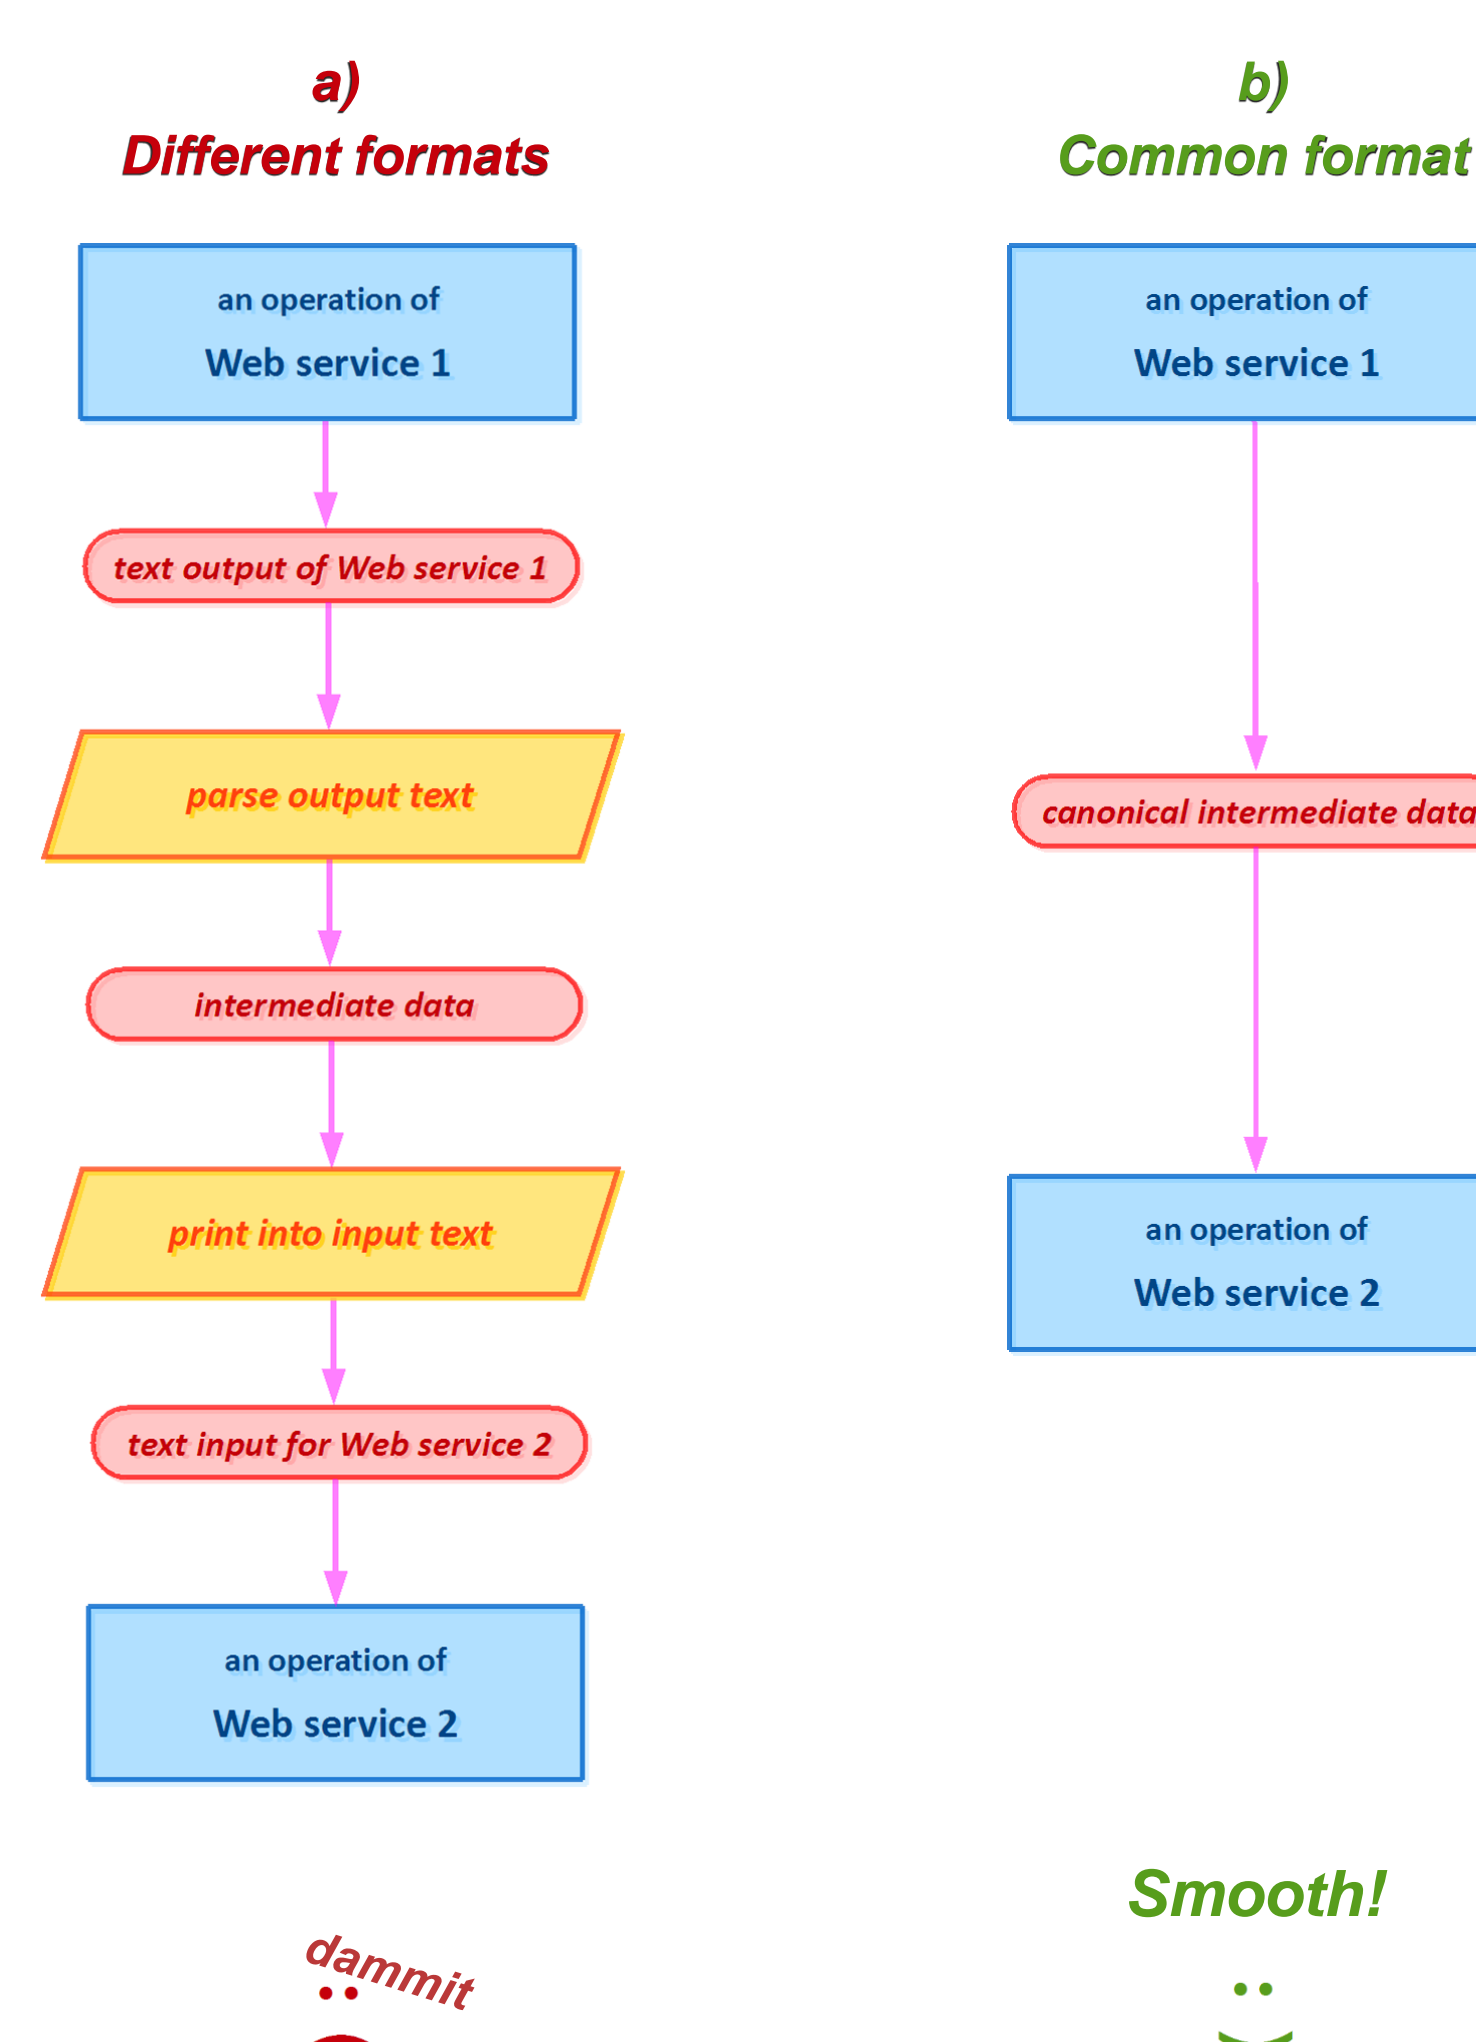 a)
Different formats
an operation of
Web service 1
text output of Web service 1
parse output text
intermediate data
print into input text
text input for Web service 2
an operation of
Web service 2
dammit
b)
Common format
an operation of
Web service 1
canonical intermediate data
an operation of
Web service 2
Smooth!